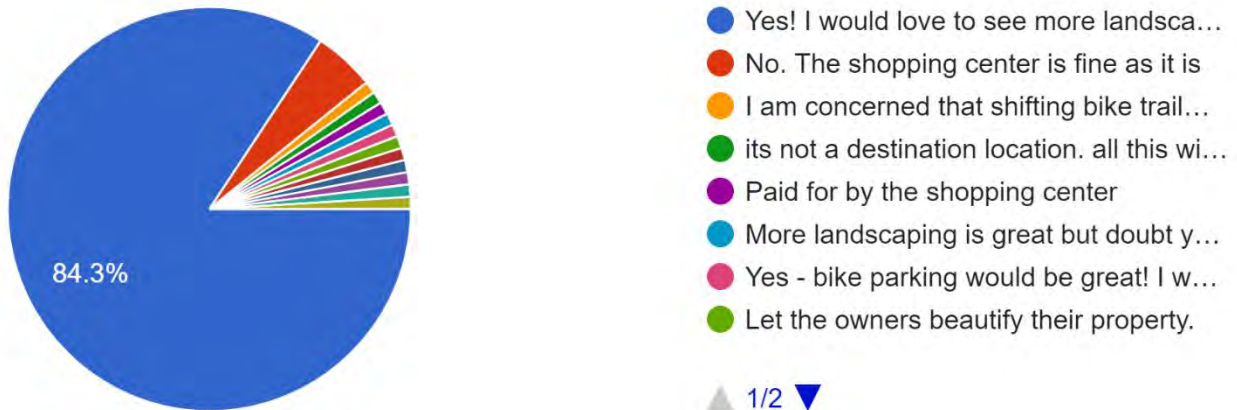 84.3%
Yes! I would love to see more landsca…
No. The shopping center is fine as it is
I am concerned that shifting bike trail…
its not a destination location. all this wi…
Paid for by the shopping center
More landscaping is great but doubt y…
Yes - bike parking would be great! I w…
Let the owners beautify their property.
1/2